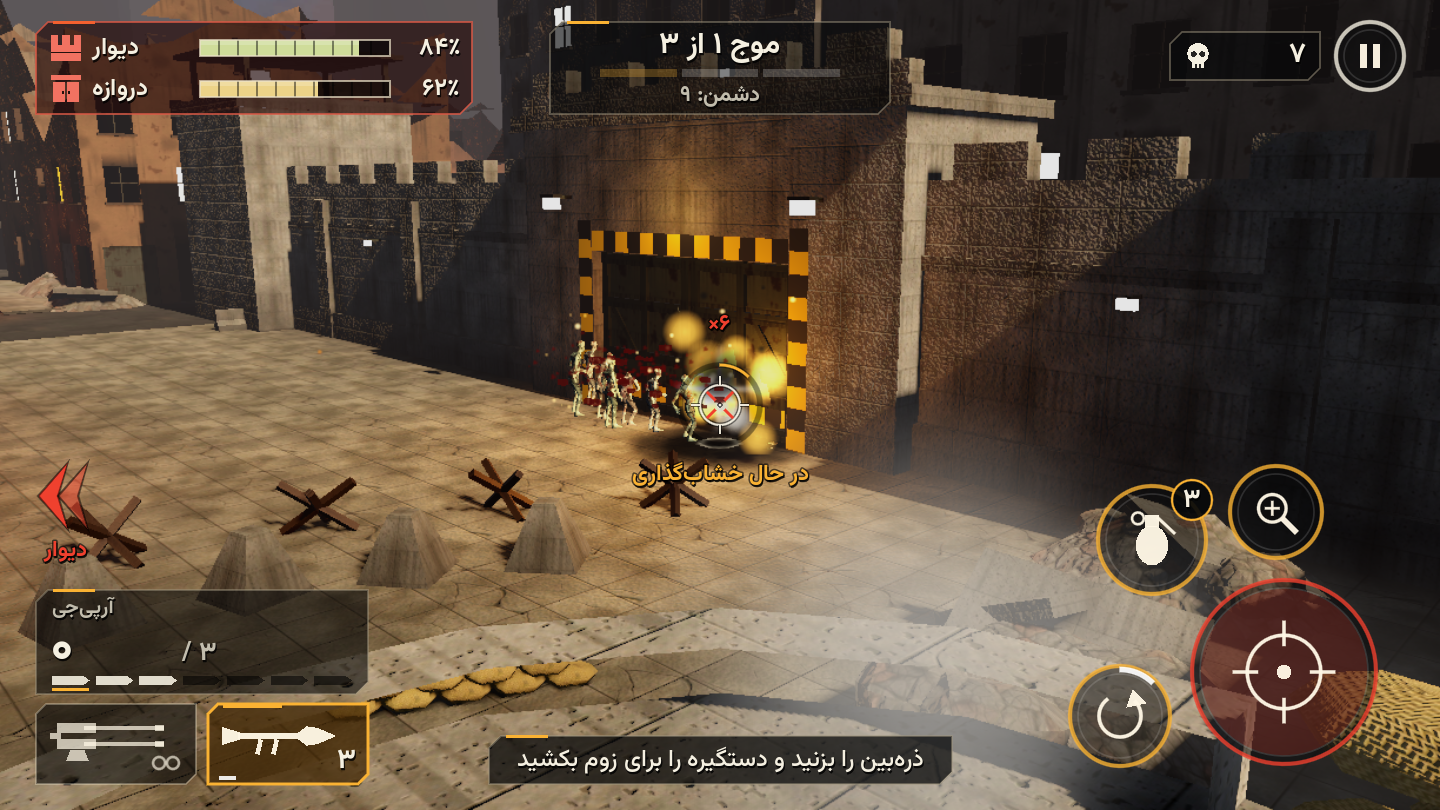 دیوار ۸۴٪
دروازه ۶۲٪
موج ۱ از ۳
دشمن: ۹
۷
×۶
در حال خشاب‌گذاری
دیوار
آرپی‌جی
۰ / ۳
∞
۳
۳
ذره‌بین را بزنید و دستگیره را برای زوم بکشید